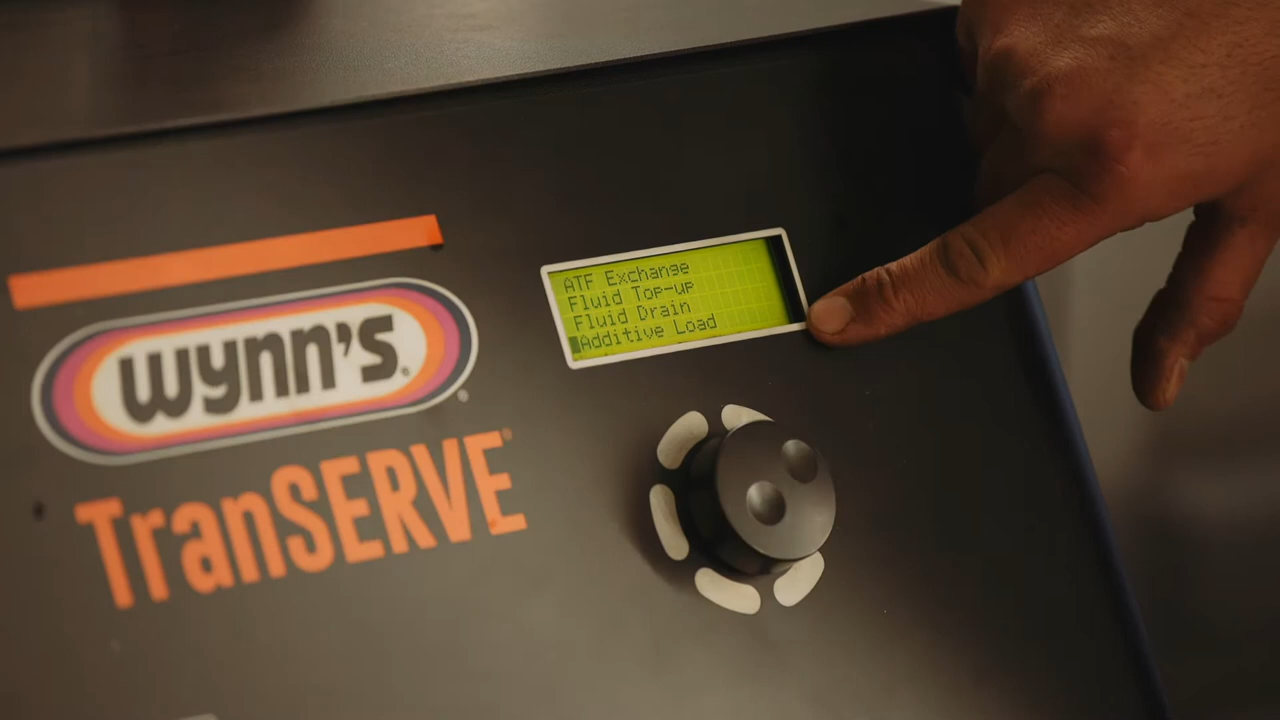 wynn's®
®
TranSERVE®
ATF Exchange
Fluid Top-up
Fluid Drain
Additive Load